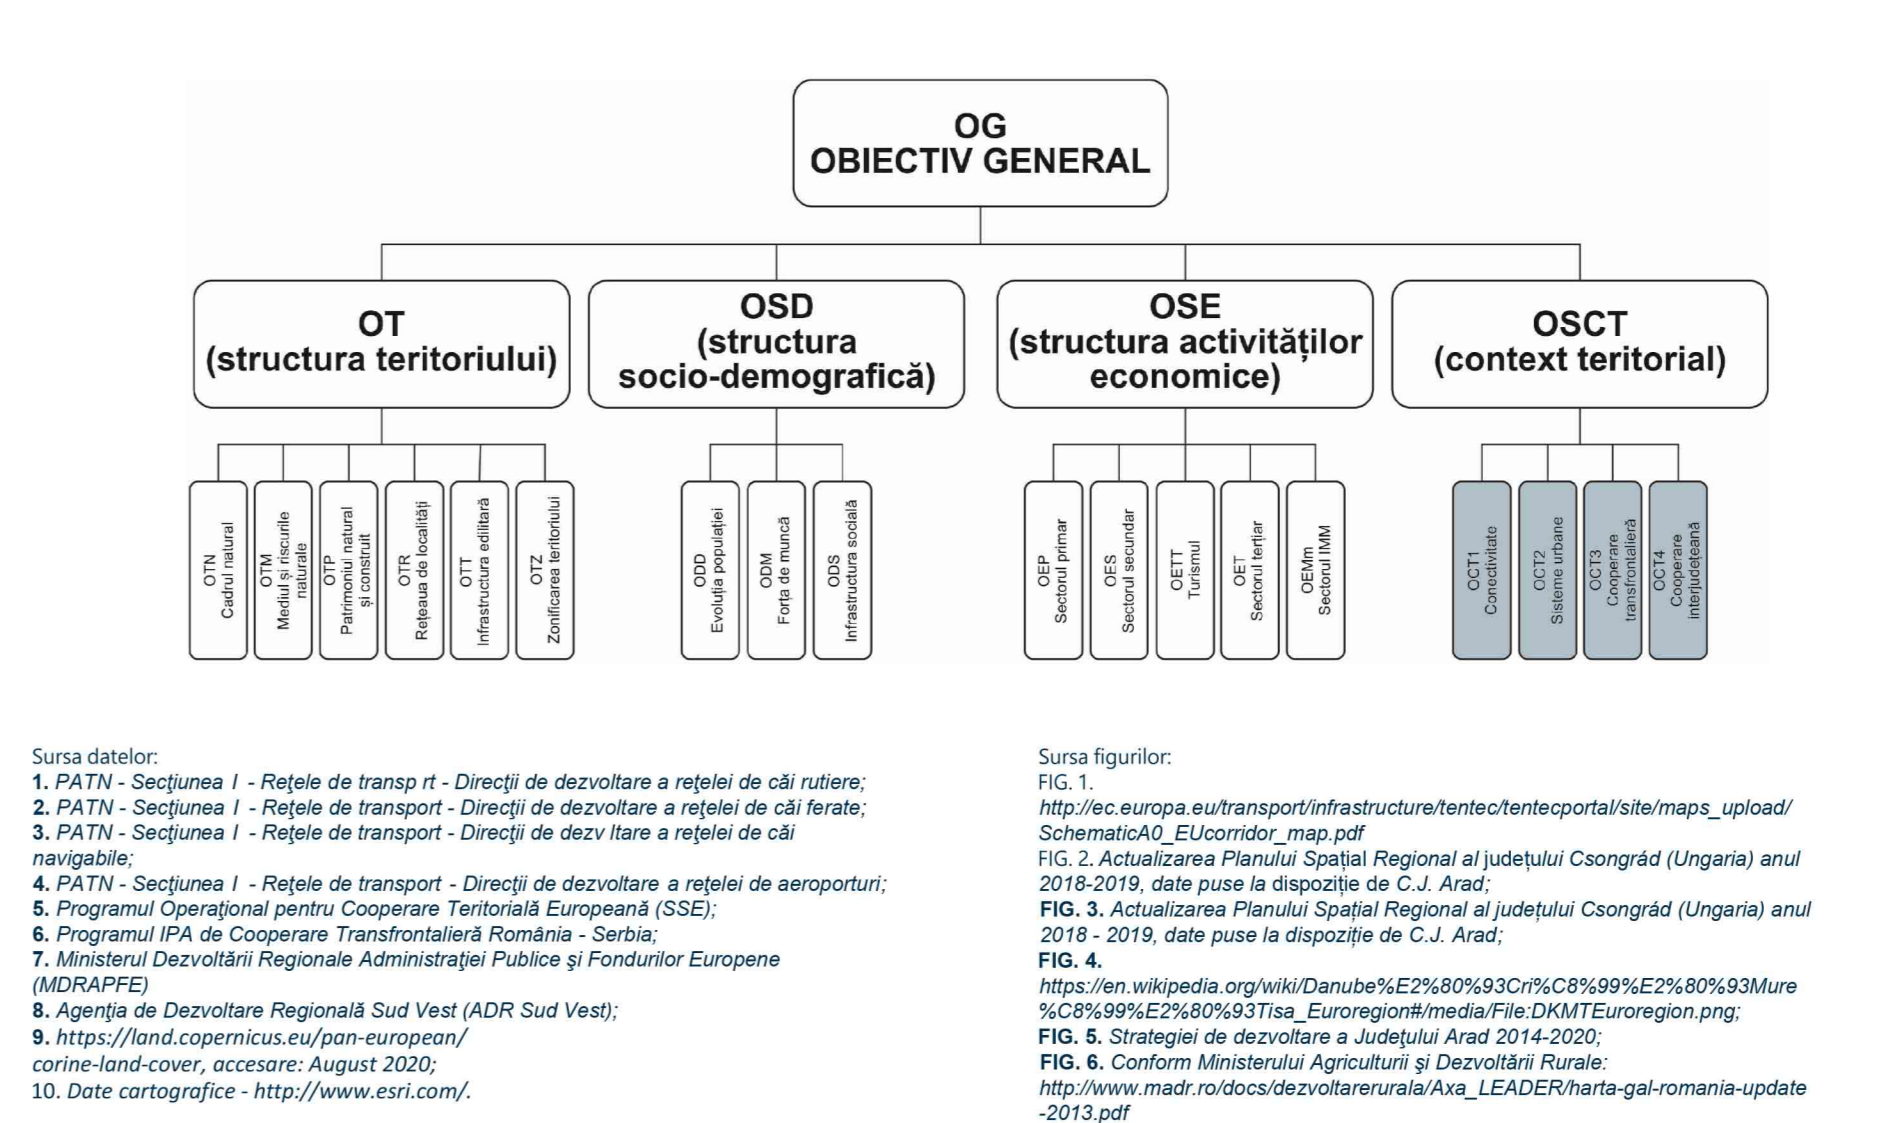 OG
OBIECTIV GENERAL
OT
(structura teritoriului)
OSD
(structura
socio-demografică)
OSE
(structura activităților
economice)
OSCT
(context teritorial)
OTN
Cadrul natural
OTM
Mediul și riscurile
naturale
OTP
Patrimoniul natural
și construit
OTR
Rețeaua de localități
OTT
Infrastructura edilitară
OTZ
Zonificarea teritoriului
ODD
Evoluția populației
ODM
Forța de muncă
ODS
Infrastructura socială
OEP
Sectorul primar
OES
Sectorul secundar
OETT
Turismul
OET
Sectorul terțiar
OEMm
Sectorul IMM
OCT1
Conectivitate
OCT2
Sisteme urbane
OCT3
Cooperare
transfrontalieră
OCT4
Cooperare
interjudețeană
Sursa datelor:
1. PATN - Secţiunea I - Reţele de transp rt - Direcţii de dezvoltare a reţelei de căi rutiere;
2. PATN - Secţiunea I - Reţele de transport - Direcţii de dezvoltare a reţelei de căi ferate;
3. PATN - Secţiunea I - Reţele de transport - Direcţii de dezv ltare a reţelei de căi
navigabile;
4. PATN - Secţiunea I - Reţele de transport - Direcţii de dezvoltare a reţelei de aeroporturi;
5. Programul Operaţional pentru Cooperare Teritorială Europeană (SSE);
6. Programul IPA de Cooperare Transfrontalieră România - Serbia;
7. Ministerul Dezvoltării Regionale Administraţiei Publice şi Fondurilor Europene
(MDRAPFE)
8. Agenţia de Dezvoltare Regională Sud Vest (ADR Sud Vest);
9. https://land.copernicus.eu/pan-european/
corine-land-cover, accesare: August 2020;
10. Date cartografice - http://www.esri.com/.
Sursa figurilor:
FIG. 1.
http://ec.europa.eu/transport/infrastructure/tentec/tentecportal/site/maps_upload/
SchematicA0_EUcorridor_map.pdf
FIG. 2. Actualizarea Planului Spațial Regional al județului Csongrád (Ungaria) anul
2018-2019, date puse la dispoziție de C.J. Arad;
FIG. 3. Actualizarea Planului Spațial Regional al județului Csongrád (Ungaria) anul
2018 - 2019, date puse la dispoziție de C.J. Arad;
FIG. 4.
https://en.wikipedia.org/wiki/Danube%E2%80%93Cri%C8%99%E2%80%93Mure
%C8%99%E2%80%93Tisa_Euroregion#/media/File:DKMTEuroregion.png;
FIG. 5. Strategiei de dezvoltare a Judeţului Arad 2014-2020;
FIG. 6. Conform Ministerului Agriculturii şi Dezvoltării Rurale:
http://www.madr.ro/docs/dezvoltarerurala/Axa_LEADER/harta-gal-romania-update
-2013.pdf